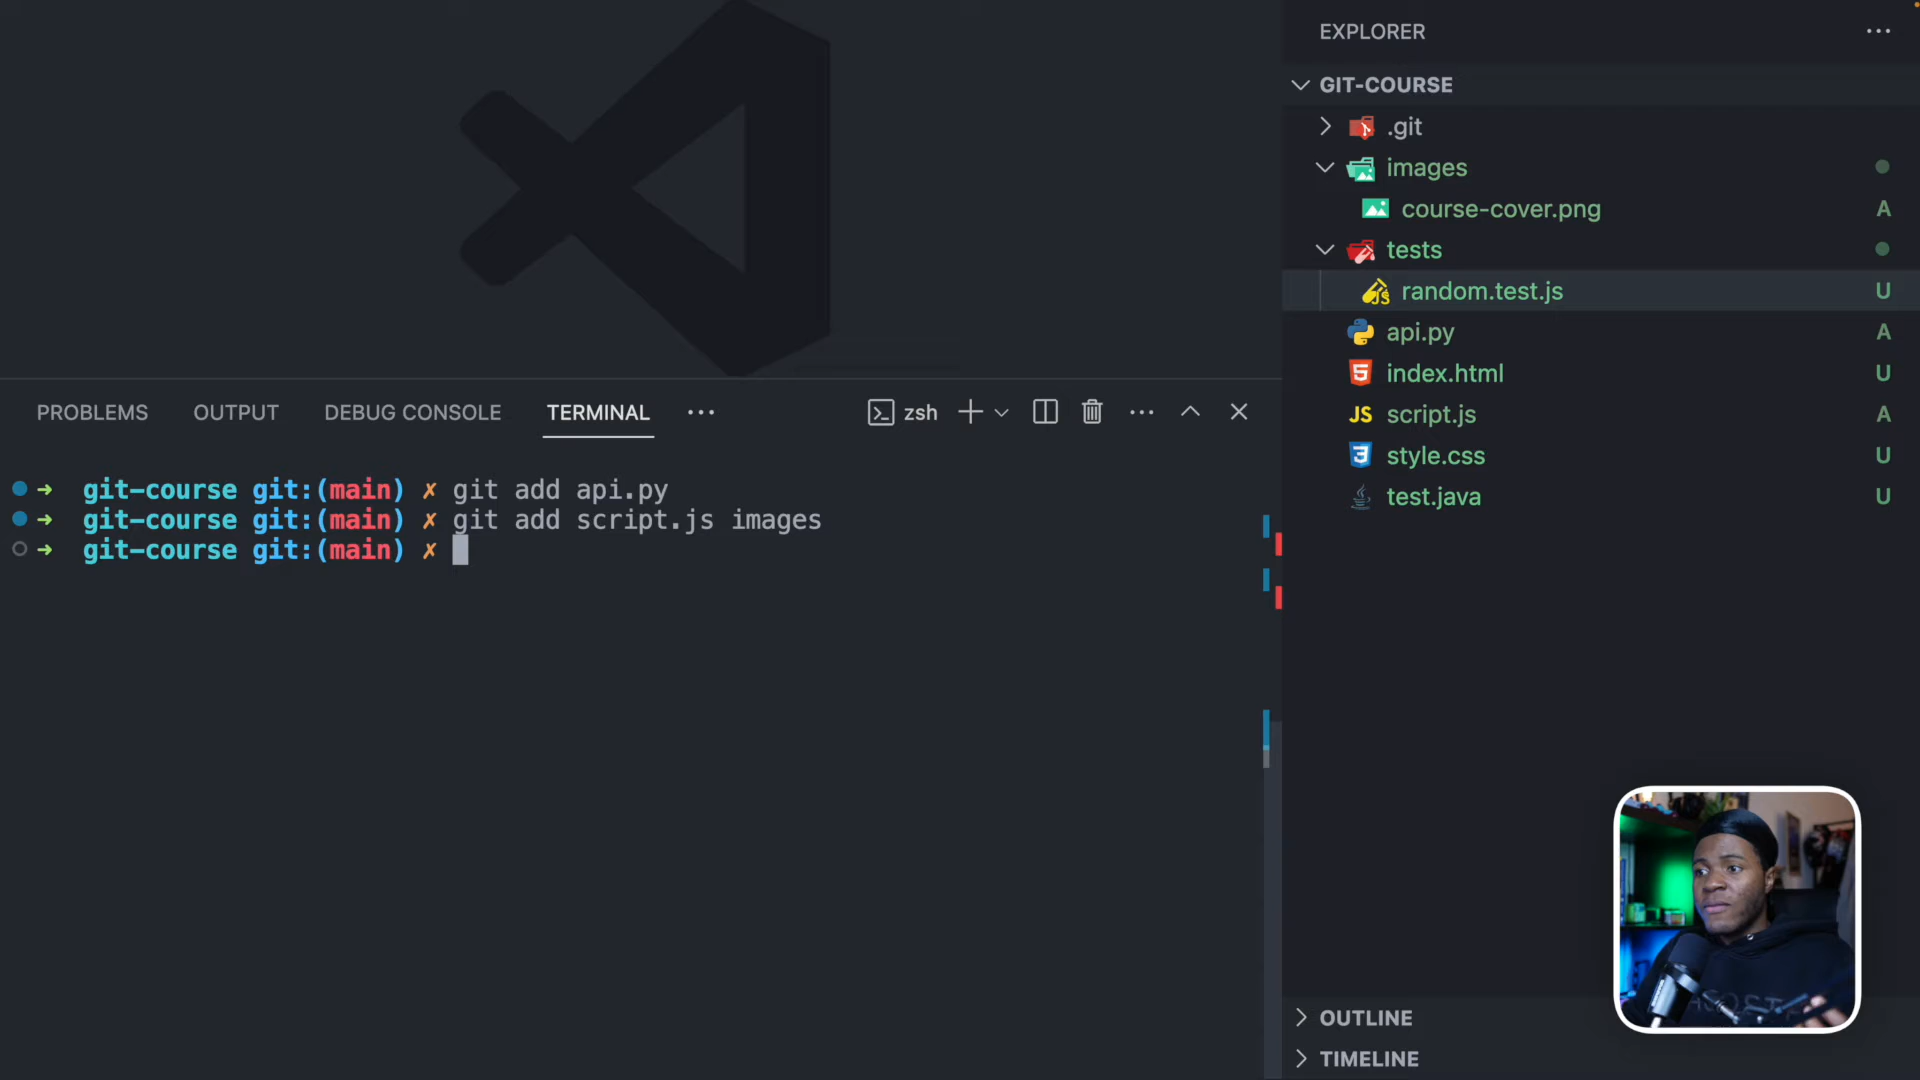 EXPLORER
GIT-COURSE
.git
images
course-cover.png A
tests
random.test.js U
api.py A
index.html U
JS script.js A
style.css U
test.java U
OUTLINE
TIMELINE
PROBLEMS OUTPUT DEBUG CONSOLE TERMINAL zsh
➜ git-course git:(main) ✗ git add api.py
➜ git-course git:(main) ✗ git add script.js images
➜ git-course git:(main) ✗